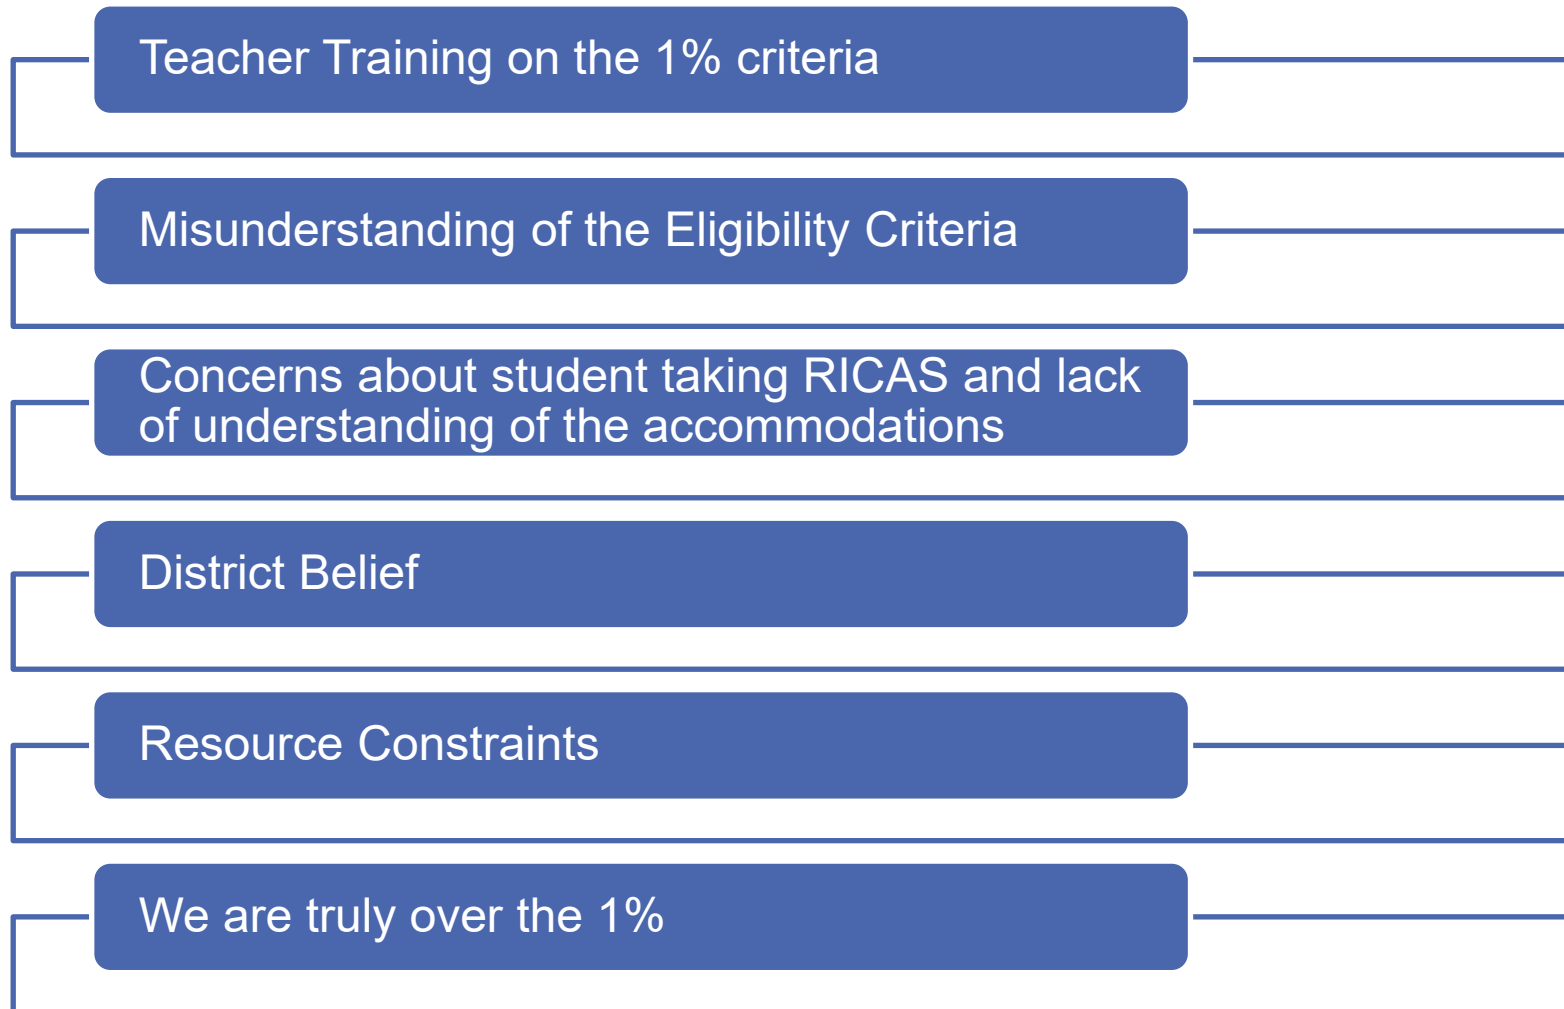 Teacher Training on the 1% criteria
Misunderstanding of the Eligibility Criteria
Concerns about student taking RICAS and lack
of understanding of the accommodations
District Belief
Resource Constraints
We are truly over the 1%